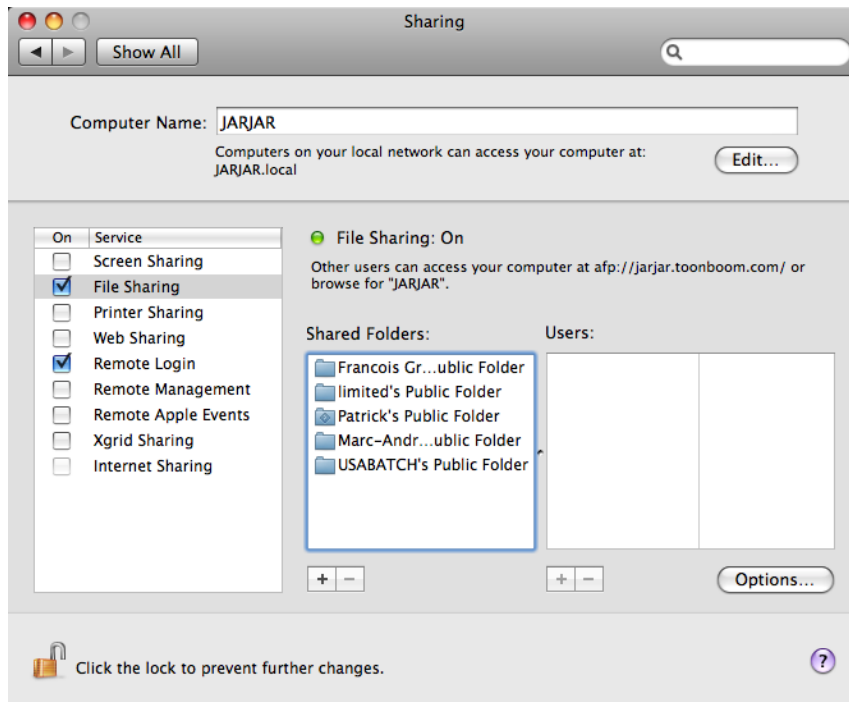 Sharing
Show All
Computer Name: JARJAR
Computers on your local network can access your computer at:
JARJAR.local
Edit...
On Service
Screen Sharing
File Sharing
Printer Sharing
Web Sharing
Remote Login
Remote Management
Remote Apple Events
Xgrid Sharing
Internet Sharing
File Sharing: On
Other users can access your computer at afp://jarjar.toonboom.com/ or
browse for "JARJAR".
Shared Folders:
Francois Gr...ublic Folder
limited's Public Folder
Patrick's Public Folder
Marc-Andr...ublic Folder
USABATCH's Public Folder
Users:
+ −
+ −
Options...
Click the lock to prevent further changes.
?